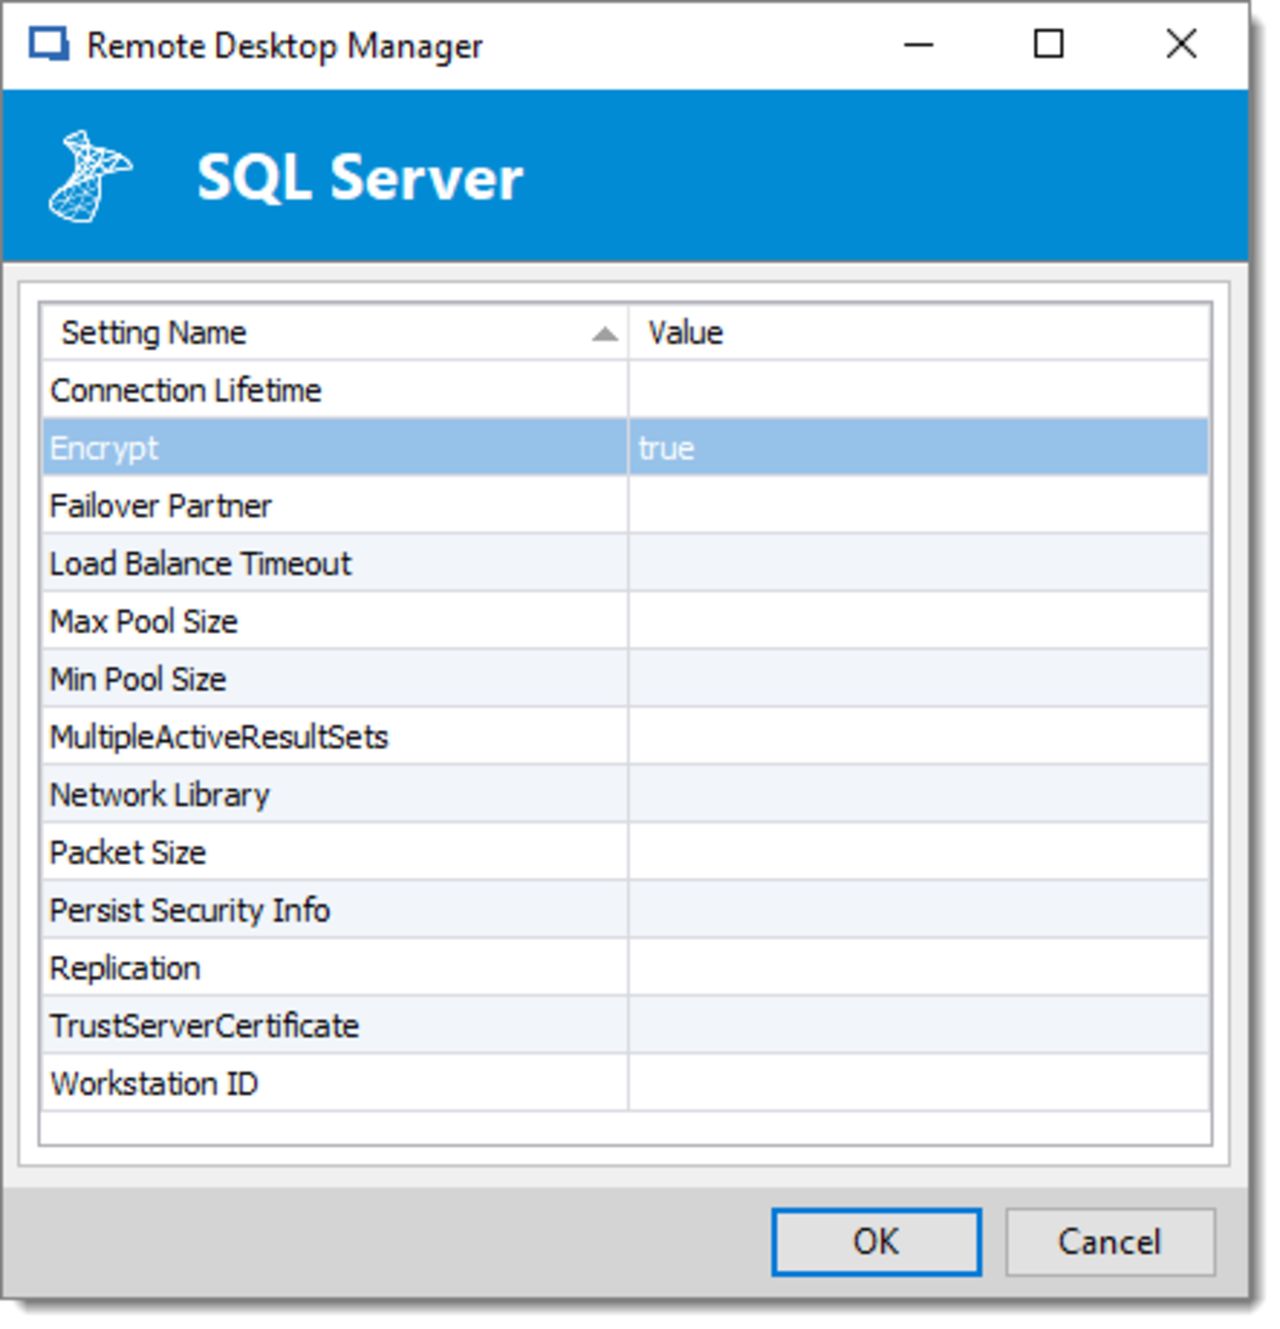 Remote Desktop Manager
SQL Server
Setting Name Value
Connection Lifetime
Encrypt true
Failover Partner
Load Balance Timeout
Max Pool Size
Min Pool Size
MultipleActiveResultSets
Network Library
Packet Size
Persist Security Info
Replication
TrustServerCertificate
Workstation ID
OK Cancel